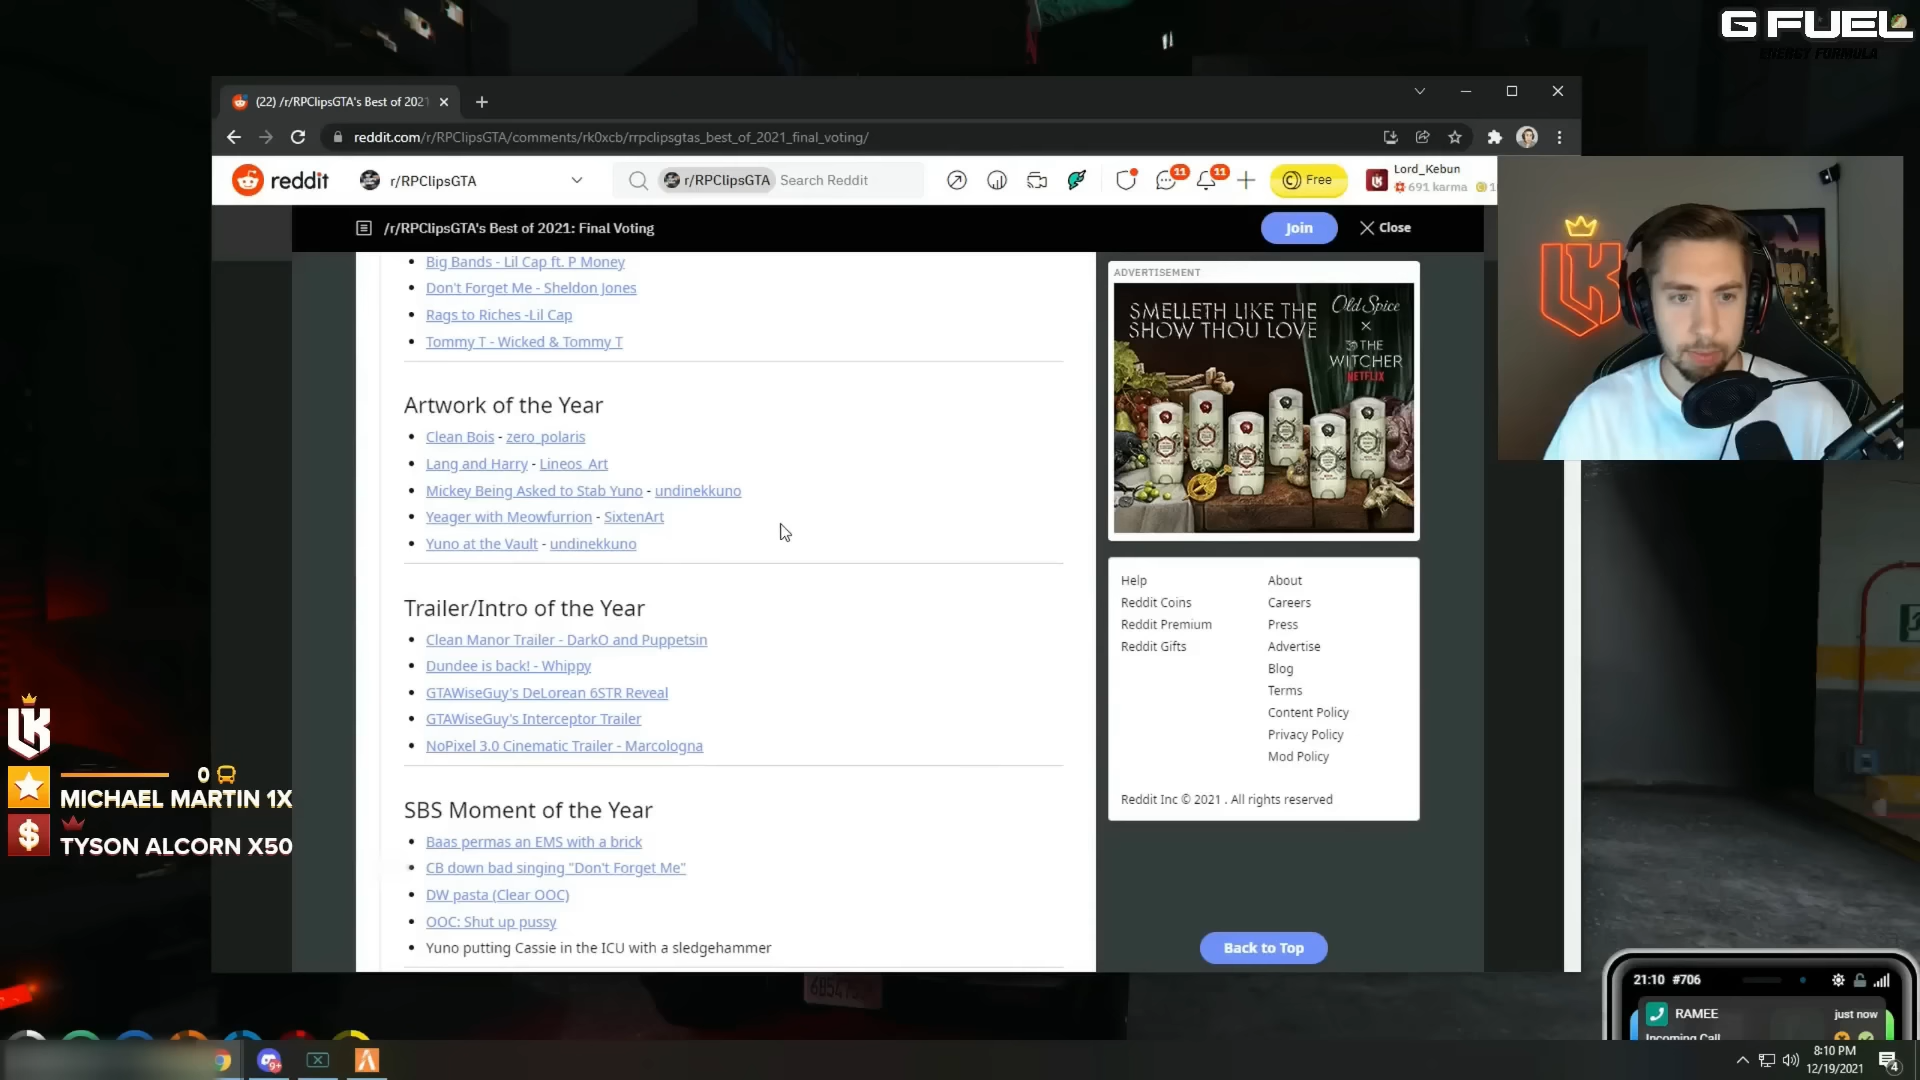 G FUEL
ENERGY FORMULA
(22) /r/RPClipsGTA's Best of 2021
reddit.com/r/RPClipsGTA/comments/rk0xcb/rrpclipsgtas_best_of_2021_final_voting/
reddit
r/RPClipsGTA
r/RPClipsGTA Search Reddit
11
11
Free
Lord_Kebun
691 karma
/r/RPClipsGTA's Best of 2021: Final Voting
Join
Close
Big Bands - Lil Cap ft. P Money
Don't Forget Me - Sheldon Jones
Rags to Riches -Lil Cap
Tommy T - Wicked & Tommy T
Artwork of the Year
Clean Bois - zero_polaris
Lang and Harry - Lineos_Art
Mickey Being Asked to Stab Yuno - undinekkuno
Yeager with Meowfurrion - SixtenArt
Yuno at the Vault - undinekkuno
Trailer/Intro of the Year
Clean Manor Trailer - DarkO and Puppetsin
Dundee is back! - Whippy
GTAWiseGuy's DeLorean 6STR Reveal
GTAWiseGuy's Interceptor Trailer
NoPixel 3.0 Cinematic Trailer - Marcologna
SBS Moment of the Year
Baas permas an EMS with a brick
CB down bad singing "Don't Forget Me"
DW pasta (Clear OOC)
OOC: Shut up pussy
Yuno putting Cassie in the ICU with a sledgehammer
ADVERTISEMENT
SMELLETH LIKE THE
SHOW THOU LOVE
Old Spice
X
THE
WITCHER
NETFLIX
Help
Reddit Coins
Reddit Premium
Reddit Gifts
About
Careers
Press
Advertise
Blog
Terms
Content Policy
Privacy Policy
Mod Policy
Reddit Inc © 2021 . All rights reserved
Back to Top
LK
LK
0
MICHAEL MARTIN 1X
$
TYSON ALCORN X50
21:10 #706
RAMEE
just now
Incoming Call
9+
8:10 PM
12/19/2021
4